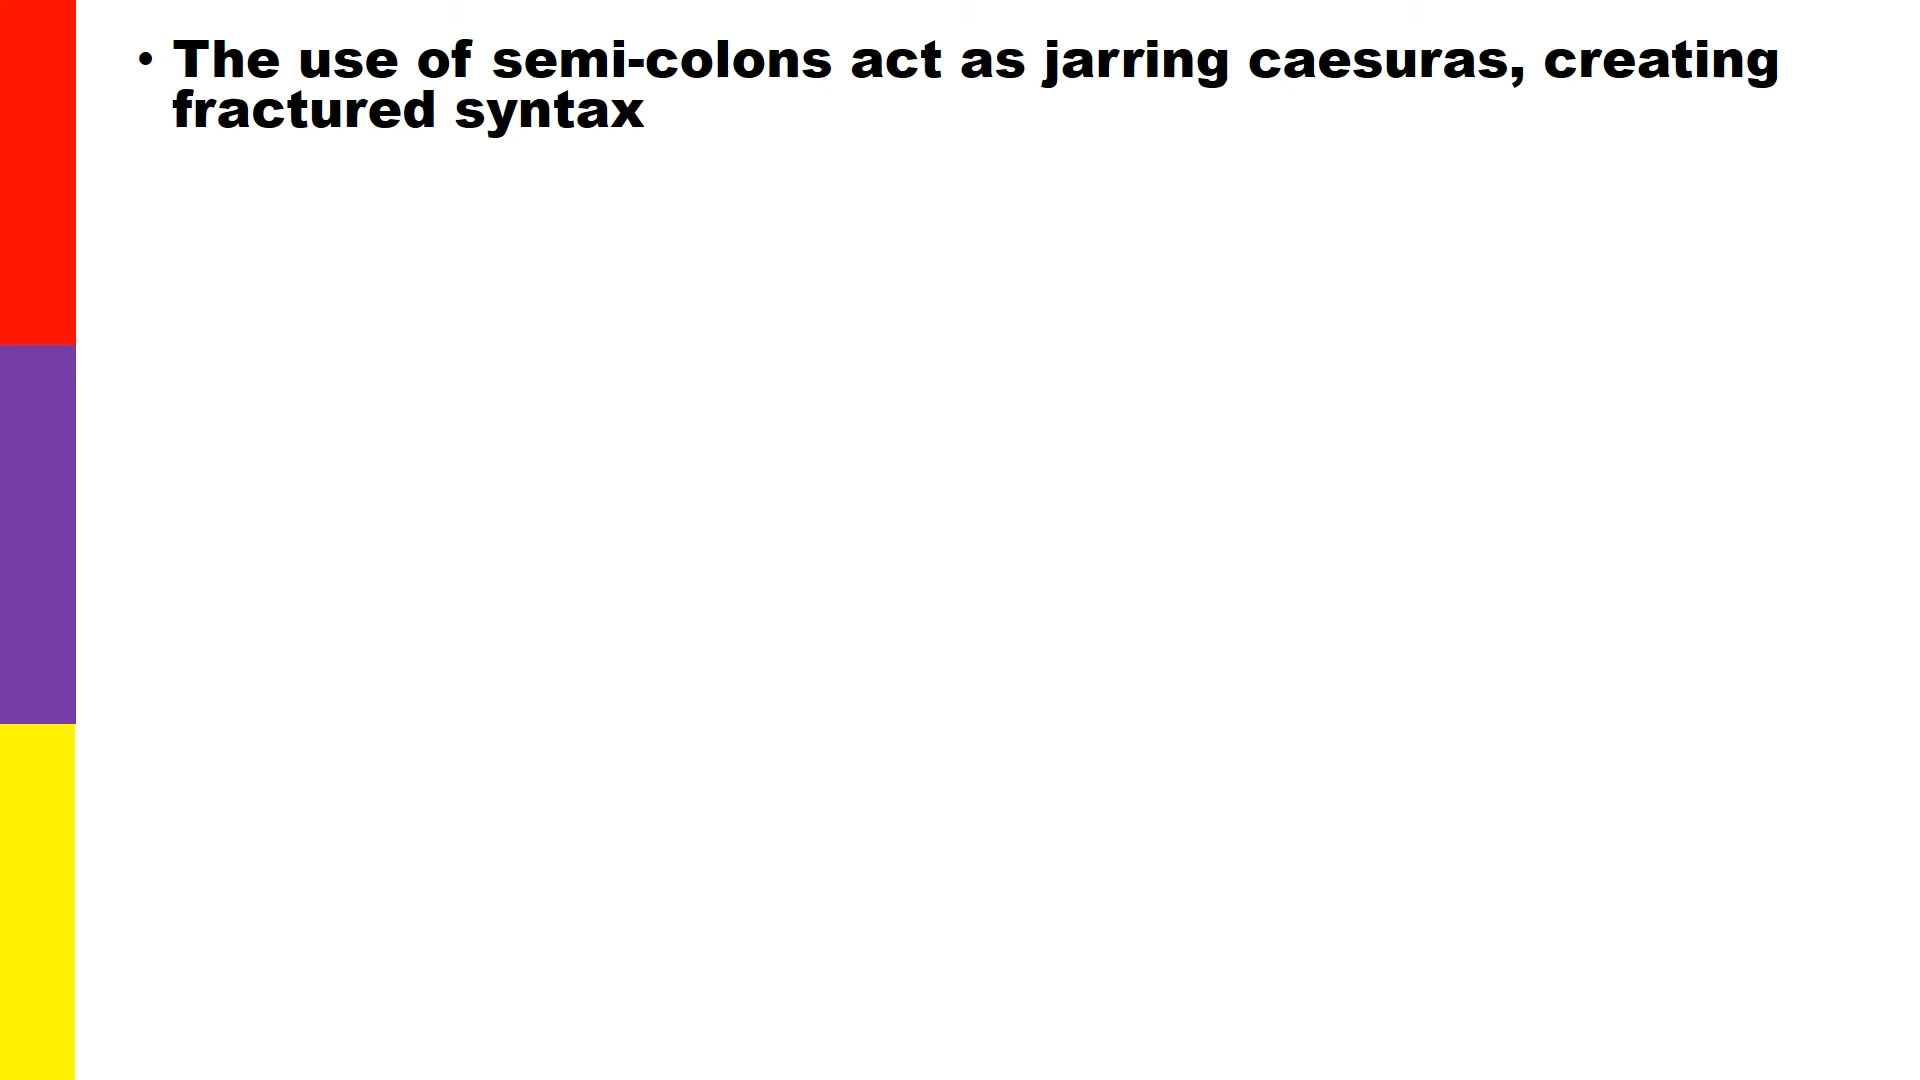 • The use of semi-colons act as jarring caesuras, creating
fractured syntax